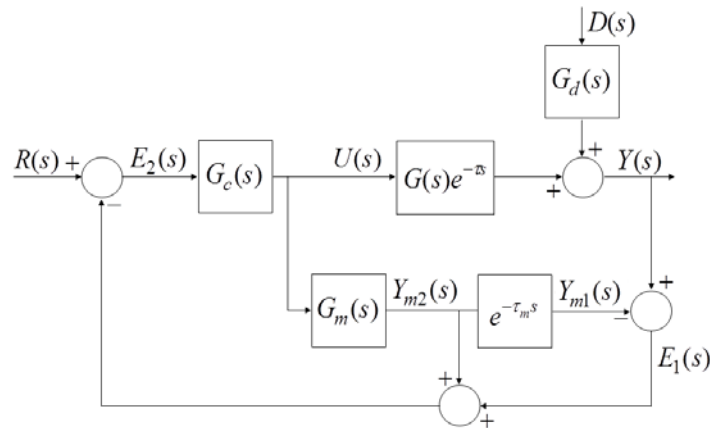 D(s)
G_d(s)
R(s) + E_2(s) G_c(s) U(s) G(s)e^{-τs} + + Y(s)
−
G_m(s) Y_{m2}(s) e^{-τ_m s} Y_{m1}(s) − +
E_1(s)
+ +